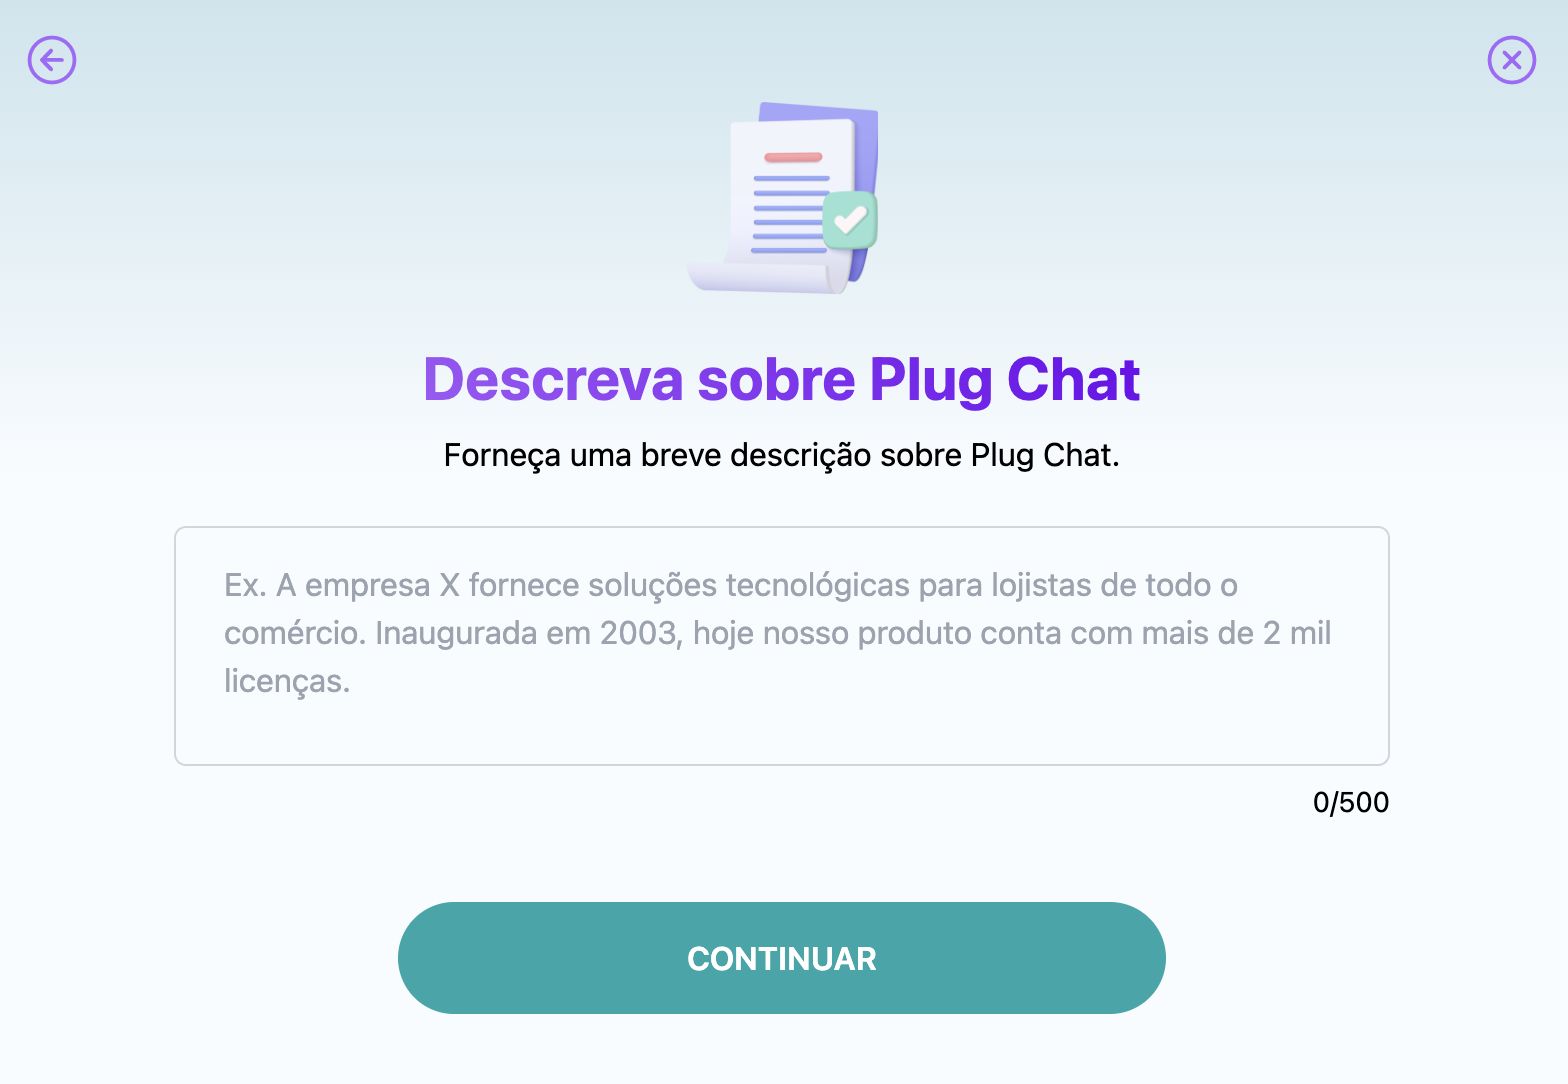 Descreva sobre Plug Chat
Forneça uma breve descrição sobre Plug Chat.
Ex. A empresa X fornece soluções tecnológicas para lojistas de todo o
comércio. Inaugurada em 2003, hoje nosso produto conta com mais de 2 mil
licenças.
0/500
CONTINUAR